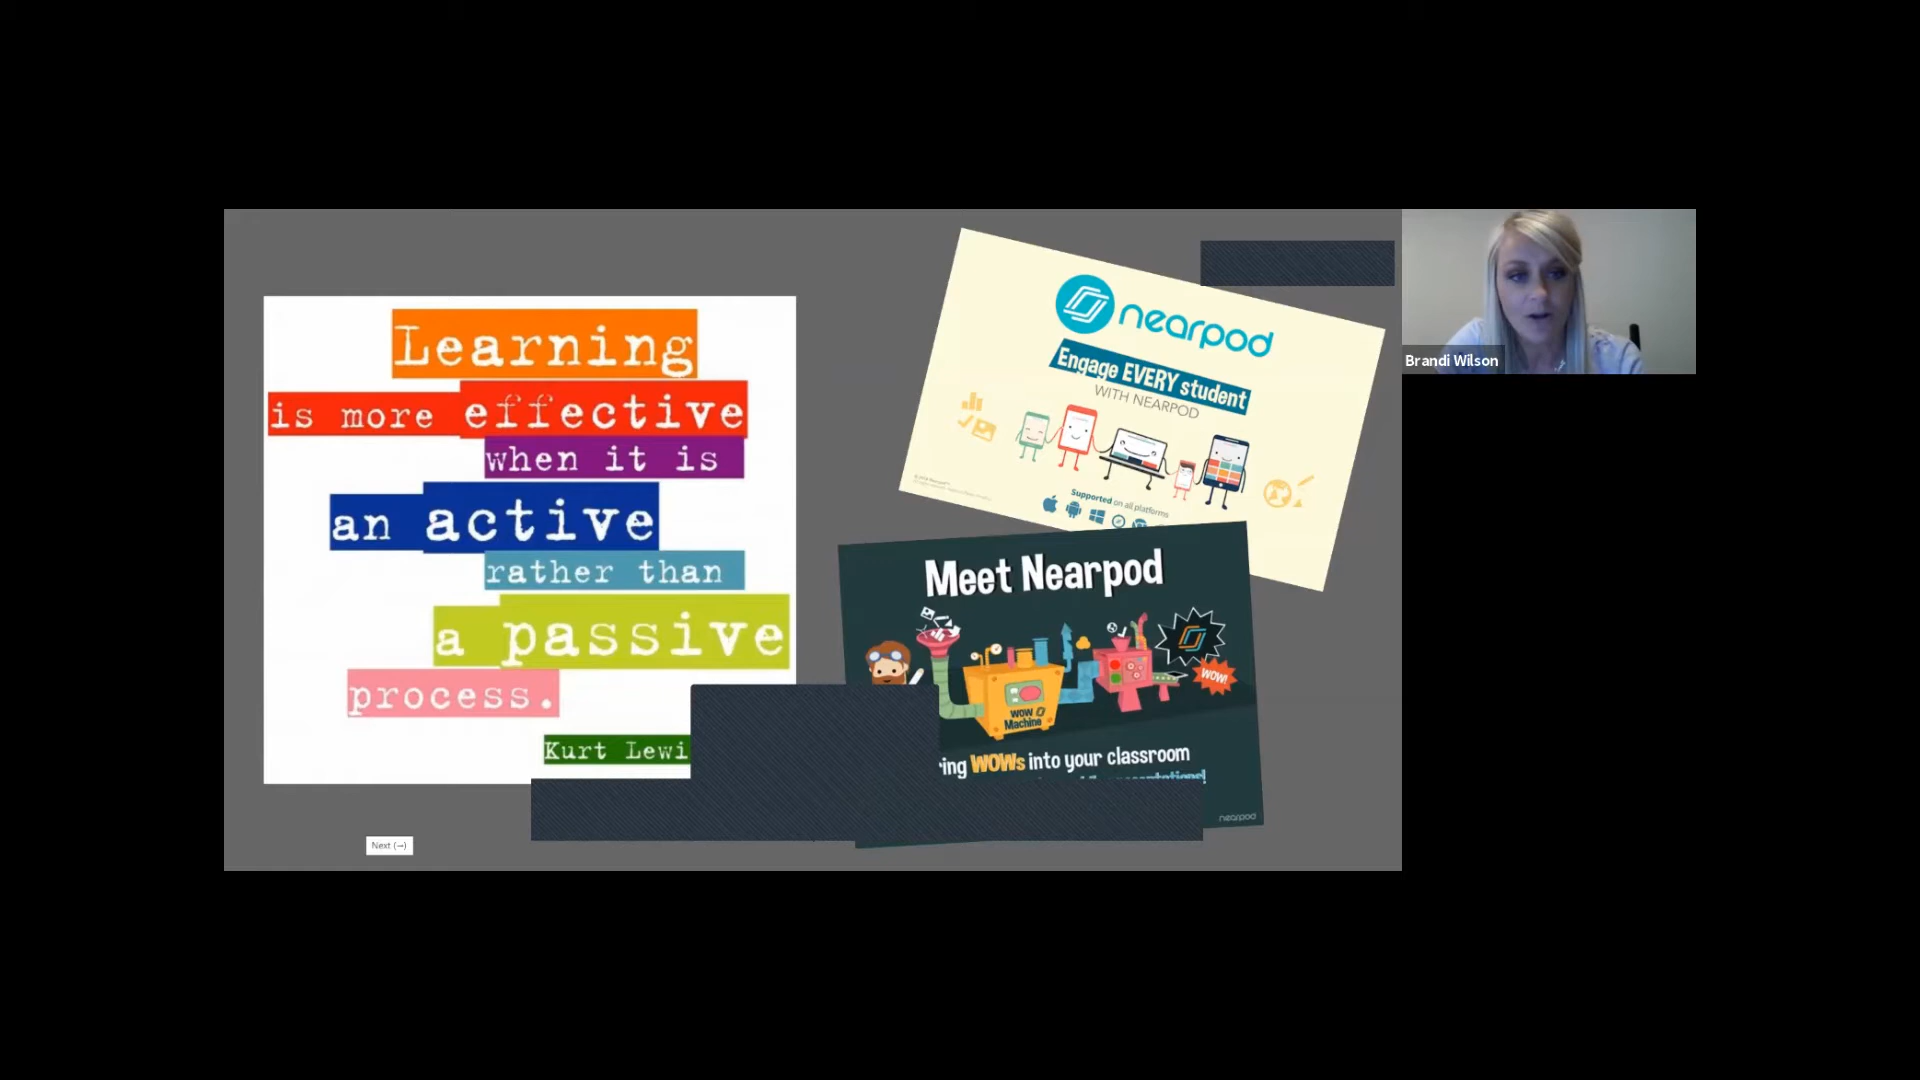 Learning
is more effective
when it is
an active
rather than
a passive
process.
Kurt Lewi
Next (→)
nearpod
Engage EVERY student
WITH NEARPOD
Supported on all platforms
Meet Nearpod
WOW
Machine
WOW!
ring WOWs into your classroom
nearpod
Brandi Wilson